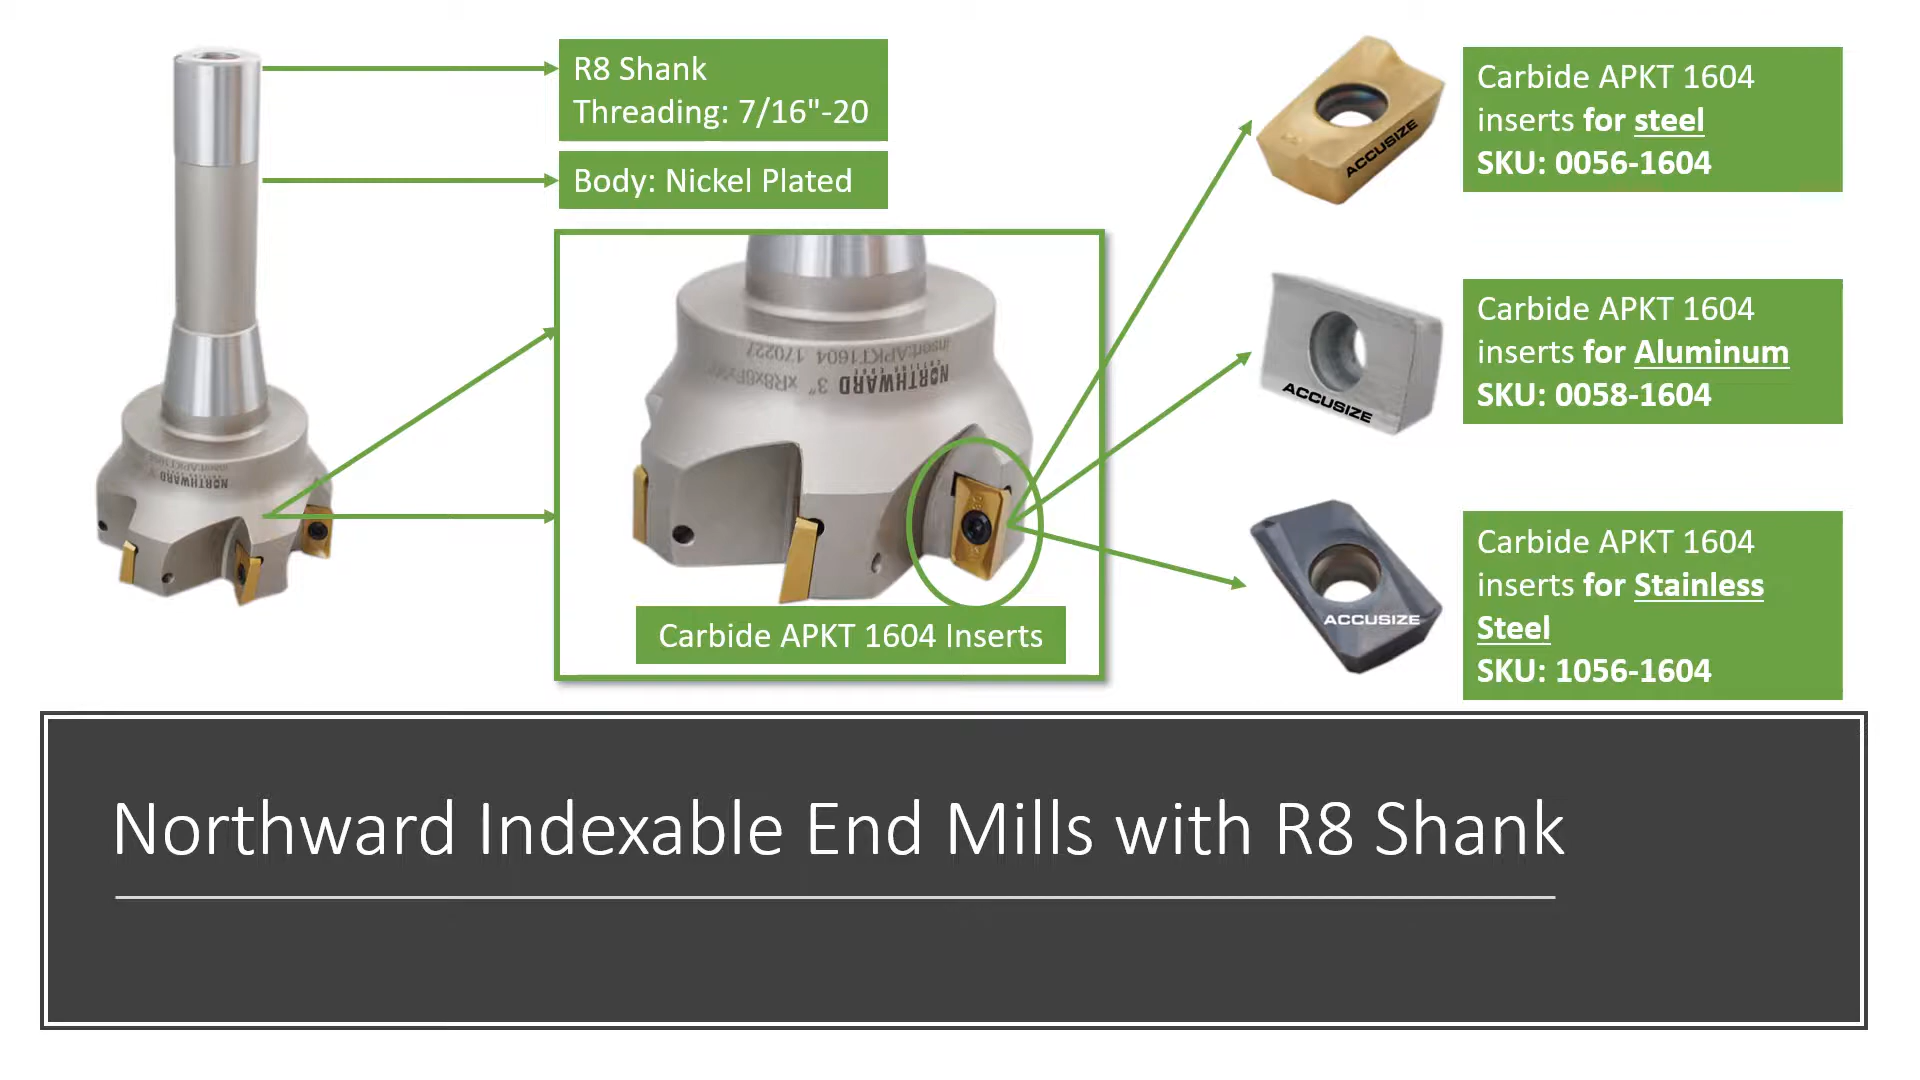 R8 Shank
Threading: 7/16"-20
Body: Nickel Plated
insert:APKT1604 170227
NORTHWARD 3"
CUTTING EDGE
NORTHWARD
Carbide APKT 1604 Inserts
ACCUSIZE
Carbide APKT 1604
inserts for steel
SKU: 0056-1604
ACCUSIZE
Carbide APKT 1604
inserts for Aluminum
SKU: 0058-1604
ACCUSIZE
Carbide APKT 1604
inserts for Stainless
Steel
SKU: 1056-1604
Northward Indexable End Mills with R8 Shank